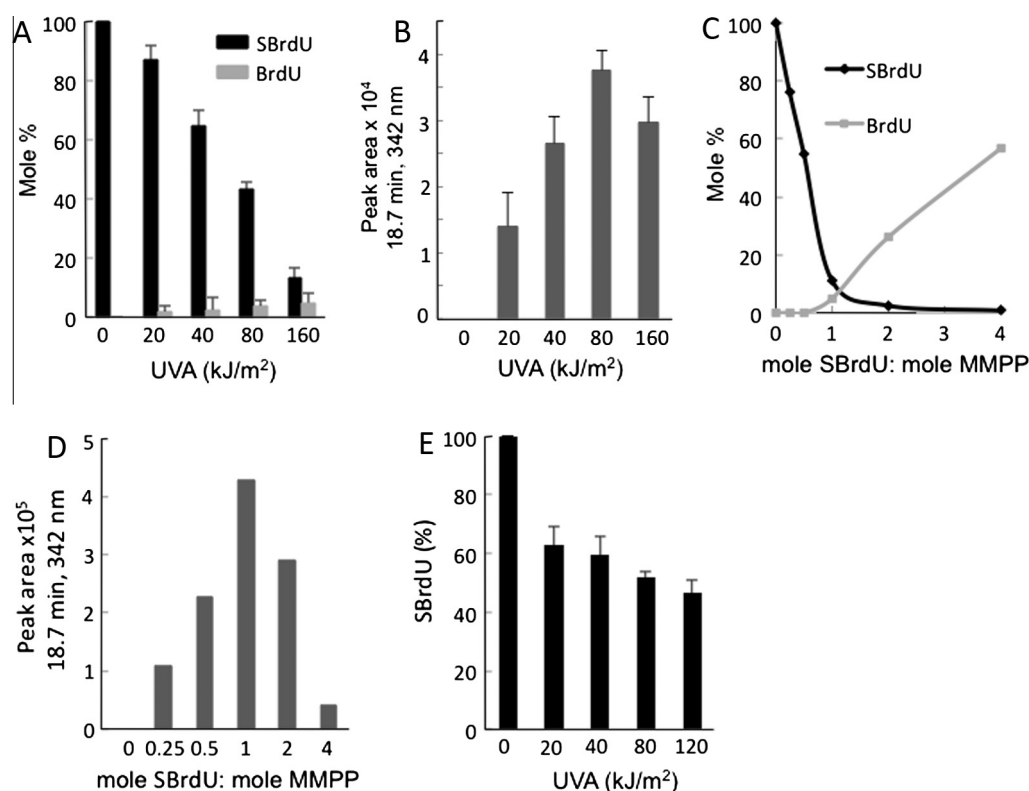 A
100
80
60
40
20
0
Mole %
SBrdU
BrdU
0 20 40 80 160
UVA (kJ/m²)
B
4
3
2
1
0
Peak area x 10⁴
18.7 min, 342 nm
0 20 40 80 160
UVA (kJ/m²)
C
100
80
60
40
20
0
Mole %
SBrdU
BrdU
0 1 2 3 4
mole SBrdU: mole MMPP
D
5
4
3
2
1
0
Peak area x10⁵
18.7 min, 342 nm
0 0.25 0.5 1 2 4
mole SBrdU: mole MMPP
E
100
80
60
40
20
0
SBrdU (%)
0 20 40 80 120
UVA (kJ/m²)